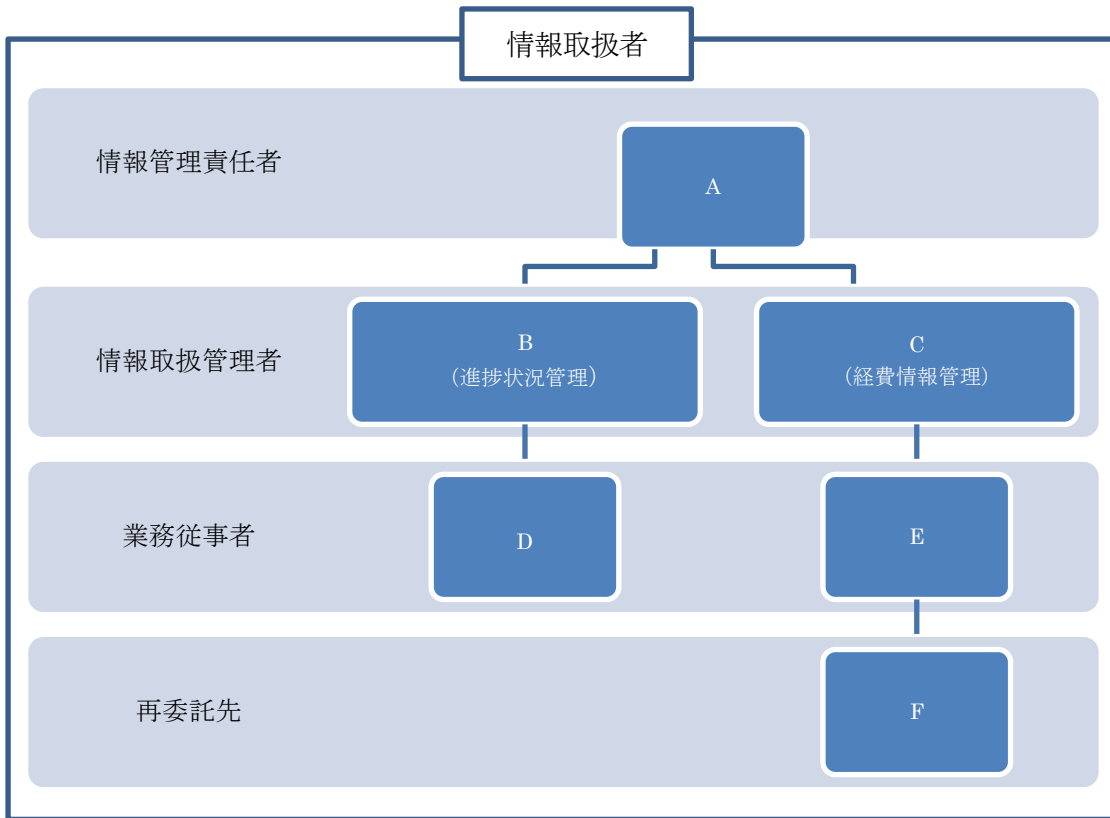 情報取扱者
情報管理責任者
A
情報取扱管理者
B
（進捗状況管理）
C
（経費情報管理）
業務従事者
D
E
再委託先
F